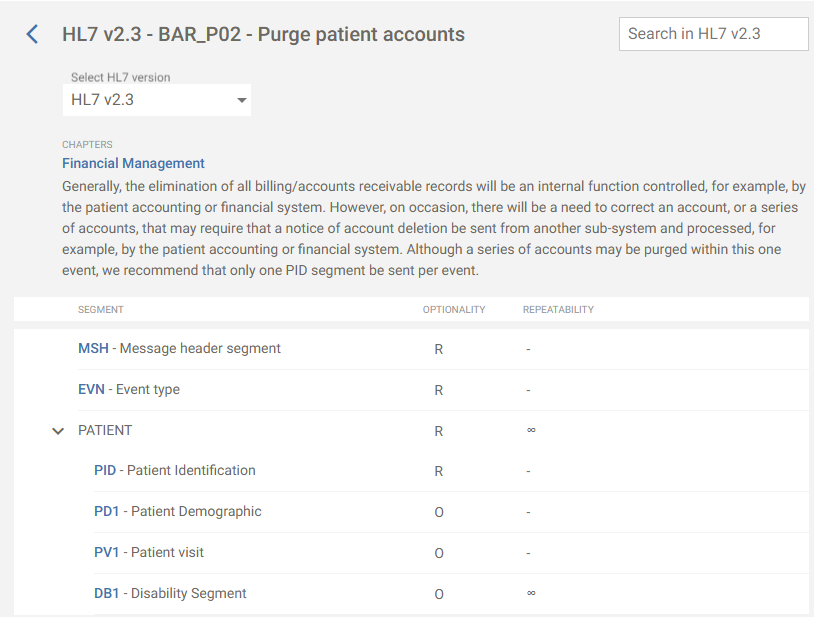 HL7 v2.3 - BAR_P02 - Purge patient accounts
Search in HL7 v2.3
Select HL7 version
HL7 v2.3
CHAPTERS
Financial Management
Generally, the elimination of all billing/accounts receivable records will be an internal function controlled, for example, by
the patient accounting or financial system. However, on occasion, there will be a need to correct an account, or a series
of accounts, that may require that a notice of account deletion be sent from another sub-system and processed, for
example, by the patient accounting or financial system. Although a series of accounts may be purged within this one
event, we recommend that only one PID segment be sent per event.
SEGMENT OPTIONALITY REPEATABILITY
MSH - Message header segment R -
EVN - Event type R -
PATIENT R ∞
PID - Patient Identification R -
PD1 - Patient Demographic O -
PV1 - Patient visit O -
DB1 - Disability Segment O ∞